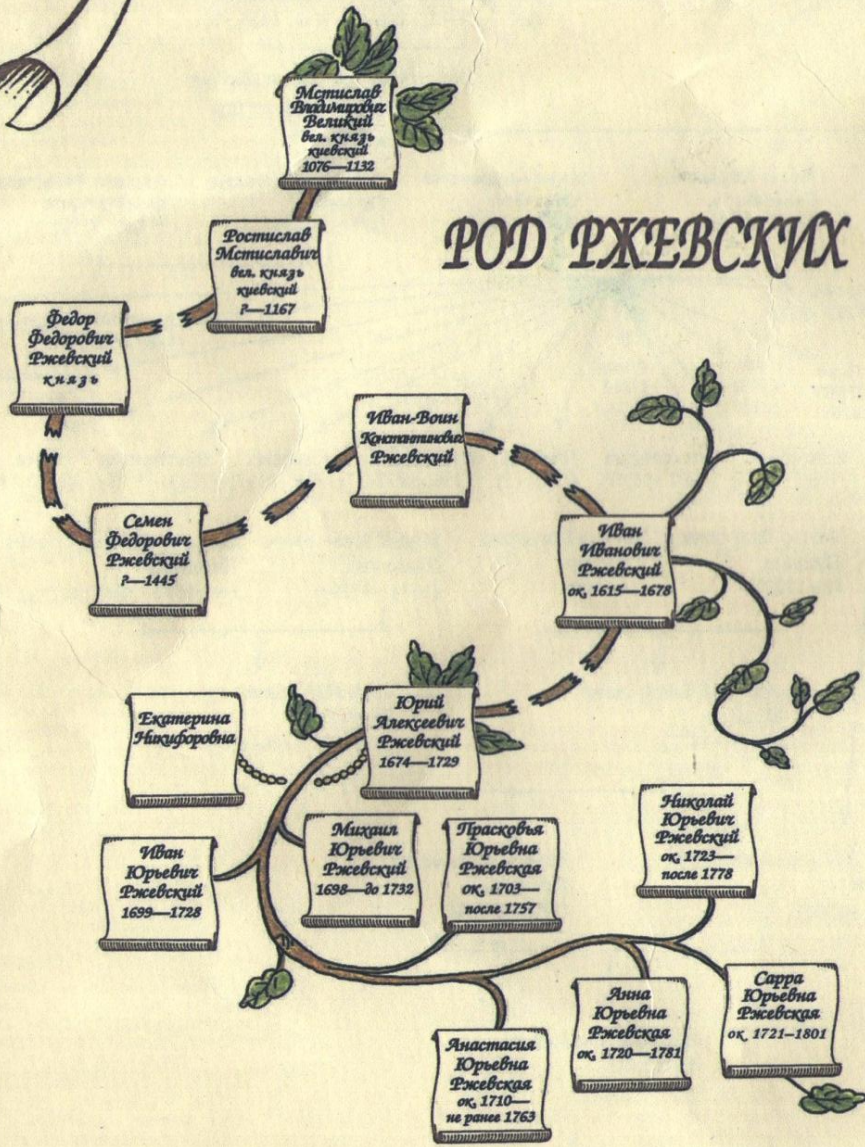 Мстислав
Владимирович
Великий
вел. князь
киевский
1076—1132
РОД РЖЕВСКИХ
Ростислав
Мстиславич
вел. князь
киевский
?—1167
Федор
Федорович
Ржевский
князь
Иван-Воин
Константинович
Ржевский
Семен
Федорович
Ржевский
?—1445
Иван
Иванович
Ржевский
ок. 1615—1678
Юрий
Алексеевич
Ржевский
1674—1729
Екатерина
Никифоровна
Иван
Юрьевич
Ржевский
1699—1728
Михаил
Юрьевич
Ржевский
1698—до 1732
Прасковья
Юрьевна
Ржевская
ок. 1703—
после 1757
Николай
Юрьевич
Ржевский
ок. 1723—
после 1778
Анастасия
Юрьевна
Ржевская
ок. 1710—
не ранее 1763
Анна
Юрьевна
Ржевская
ок. 1720—1781
Сарра
Юрьевна
Ржевская
ок. 1721–1801